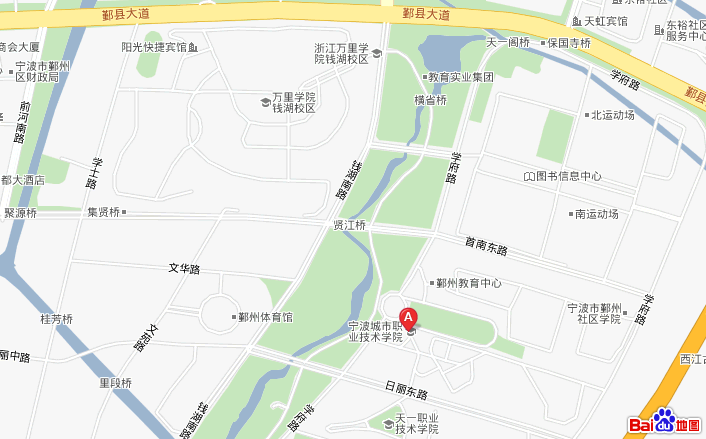 鄞县大道
鄞县大道
天虹宾馆
东裕社区
服务中心
商会大厦
阳光快捷宾馆
浙江万里学
院钱湖校区
天一阁桥
保国寺桥
宁波市鄞州
区财政局
教育实业集团
学府路
鄞县
万里学院
钱湖校区
横省桥
前河南路
北运动场
学士路
钱湖南路
学府路
都大酒店
图书信息中心
聚源桥
集贤桥
贤江桥
南运动场
首南东路
文华路
鄞州教育中心
学府路
桂芳桥
鄞州体育馆
A
宁波市鄞州
社区学院
文苑路
宁波城市职
业技术学院
丽中路
西江古
里段桥
日丽东路
钱湖南路
学府路
天一职业
技术学院
Bai du 地图